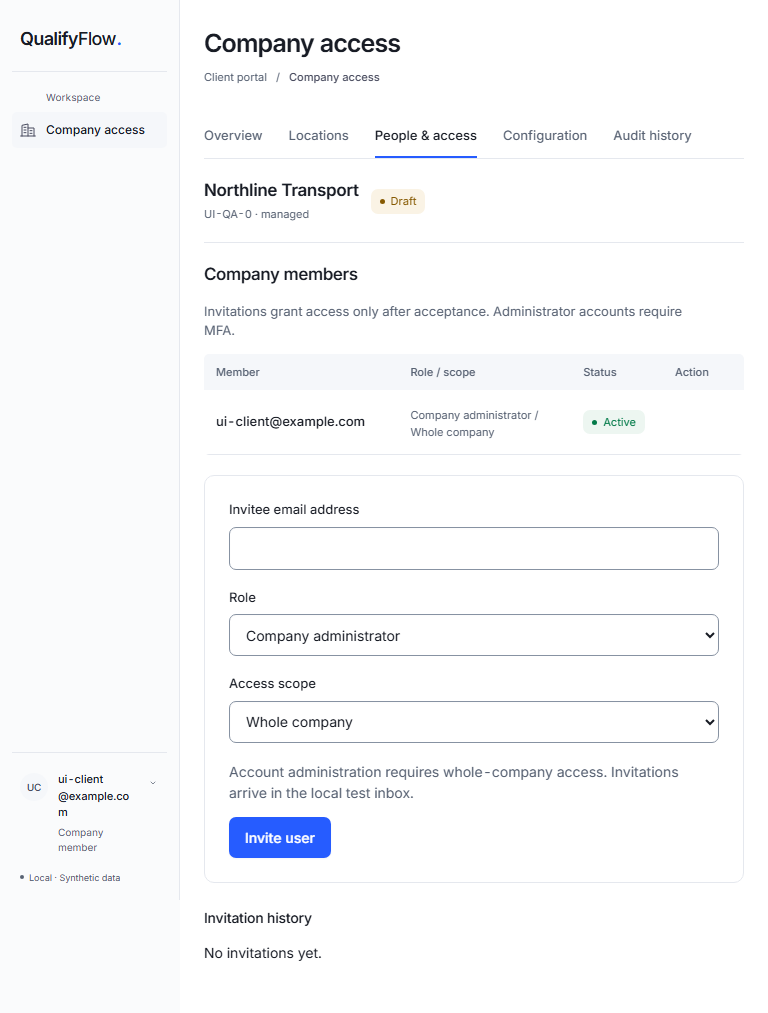 QualifyFlow.
Workspace
Company access
ui-client
@example.co
m
Company
member
UC
Local · Synthetic data
Company access
Client portal / Company access
Overview Locations People & access Configuration Audit history
Northline Transport
Draft
UI-QA-0 · managed
Company members
Invitations grant access only after acceptance. Administrator accounts require
MFA.
Member Role / scope Status Action
ui-client@example.com
Company administrator /
Whole company
Active
Invitee email address
Role
Company administrator
Access scope
Whole company
Account administration requires whole-company access. Invitations
arrive in the local test inbox.
Invite user
Invitation history
No invitations yet.